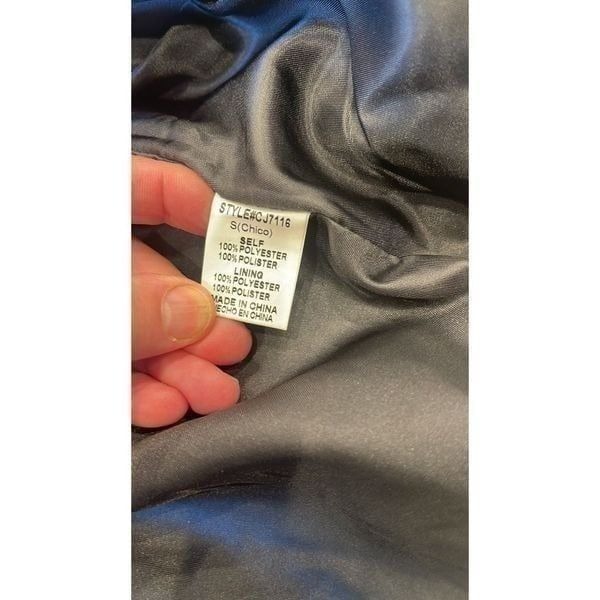 STYLE#CJ7116
S(Chico)
SELF
100%POLYESTER
100%POLISTER
LINING
100%POLYESTER
100%POLISTER
MADE IN CHINA
HECHO EN CHINA